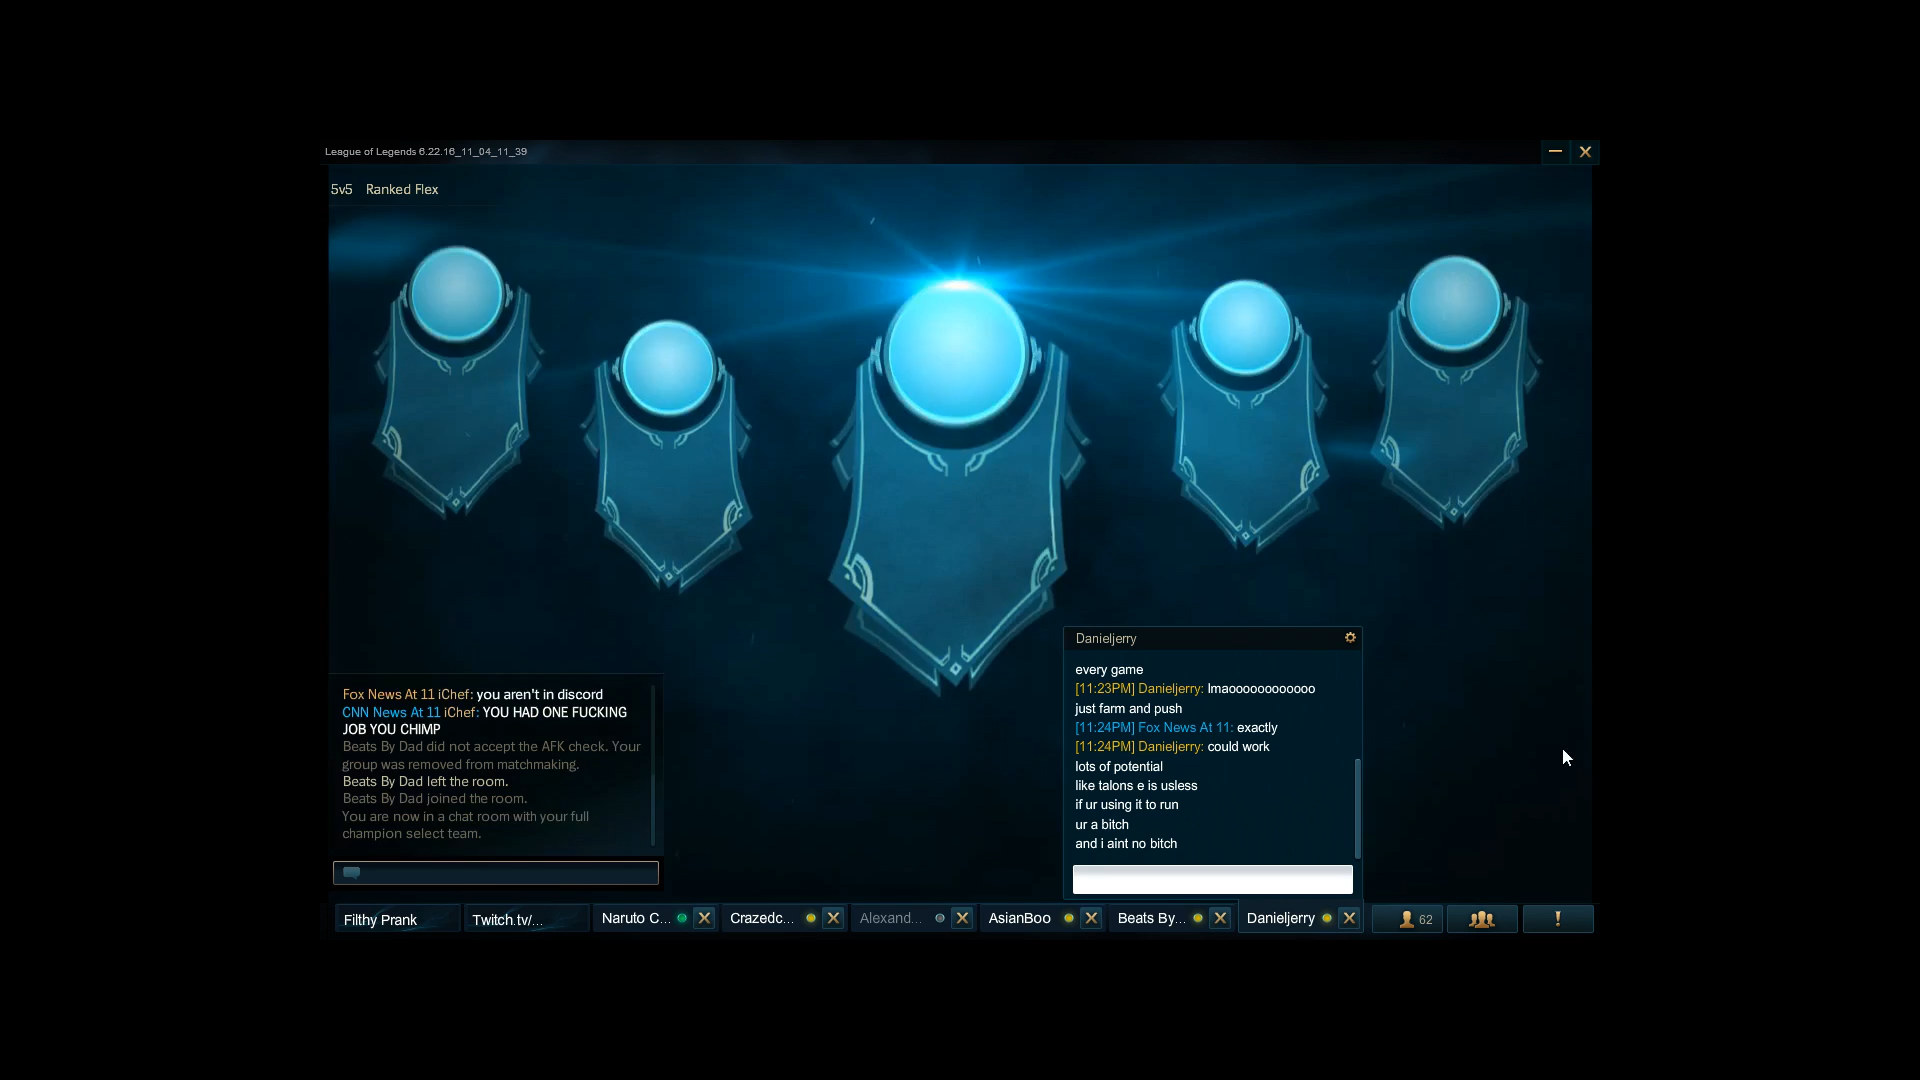 League of Legends 6.22.16_11_04_11_39
5v5 Ranked Flex
Fox News At 11 iChef: you aren't in discord
CNN News At 11 iChef: YOU HAD ONE FUCKING
JOB YOU CHIMP
Beats By Dad did not accept the AFK check. Your
group was removed from matchmaking.
Beats By Dad left the room.
Beats By Dad joined the room.
You are now in a chat room with your full
champion select team.
Danieljerry
every game
[11:23PM] Danieljerry: lmaoooooooooooo
just farm and push
[11:24PM] Fox News At 11: exactly
[11:24PM] Danieljerry: could work
lots of potential
like talons e is usless
if ur using it to run
ur a bitch
and i aint no bitch
Filthy Prank
Twitch.tv/...
Naruto C...
Crazedc...
Alexand...
AsianBoo
Beats By...
Danieljerry
62